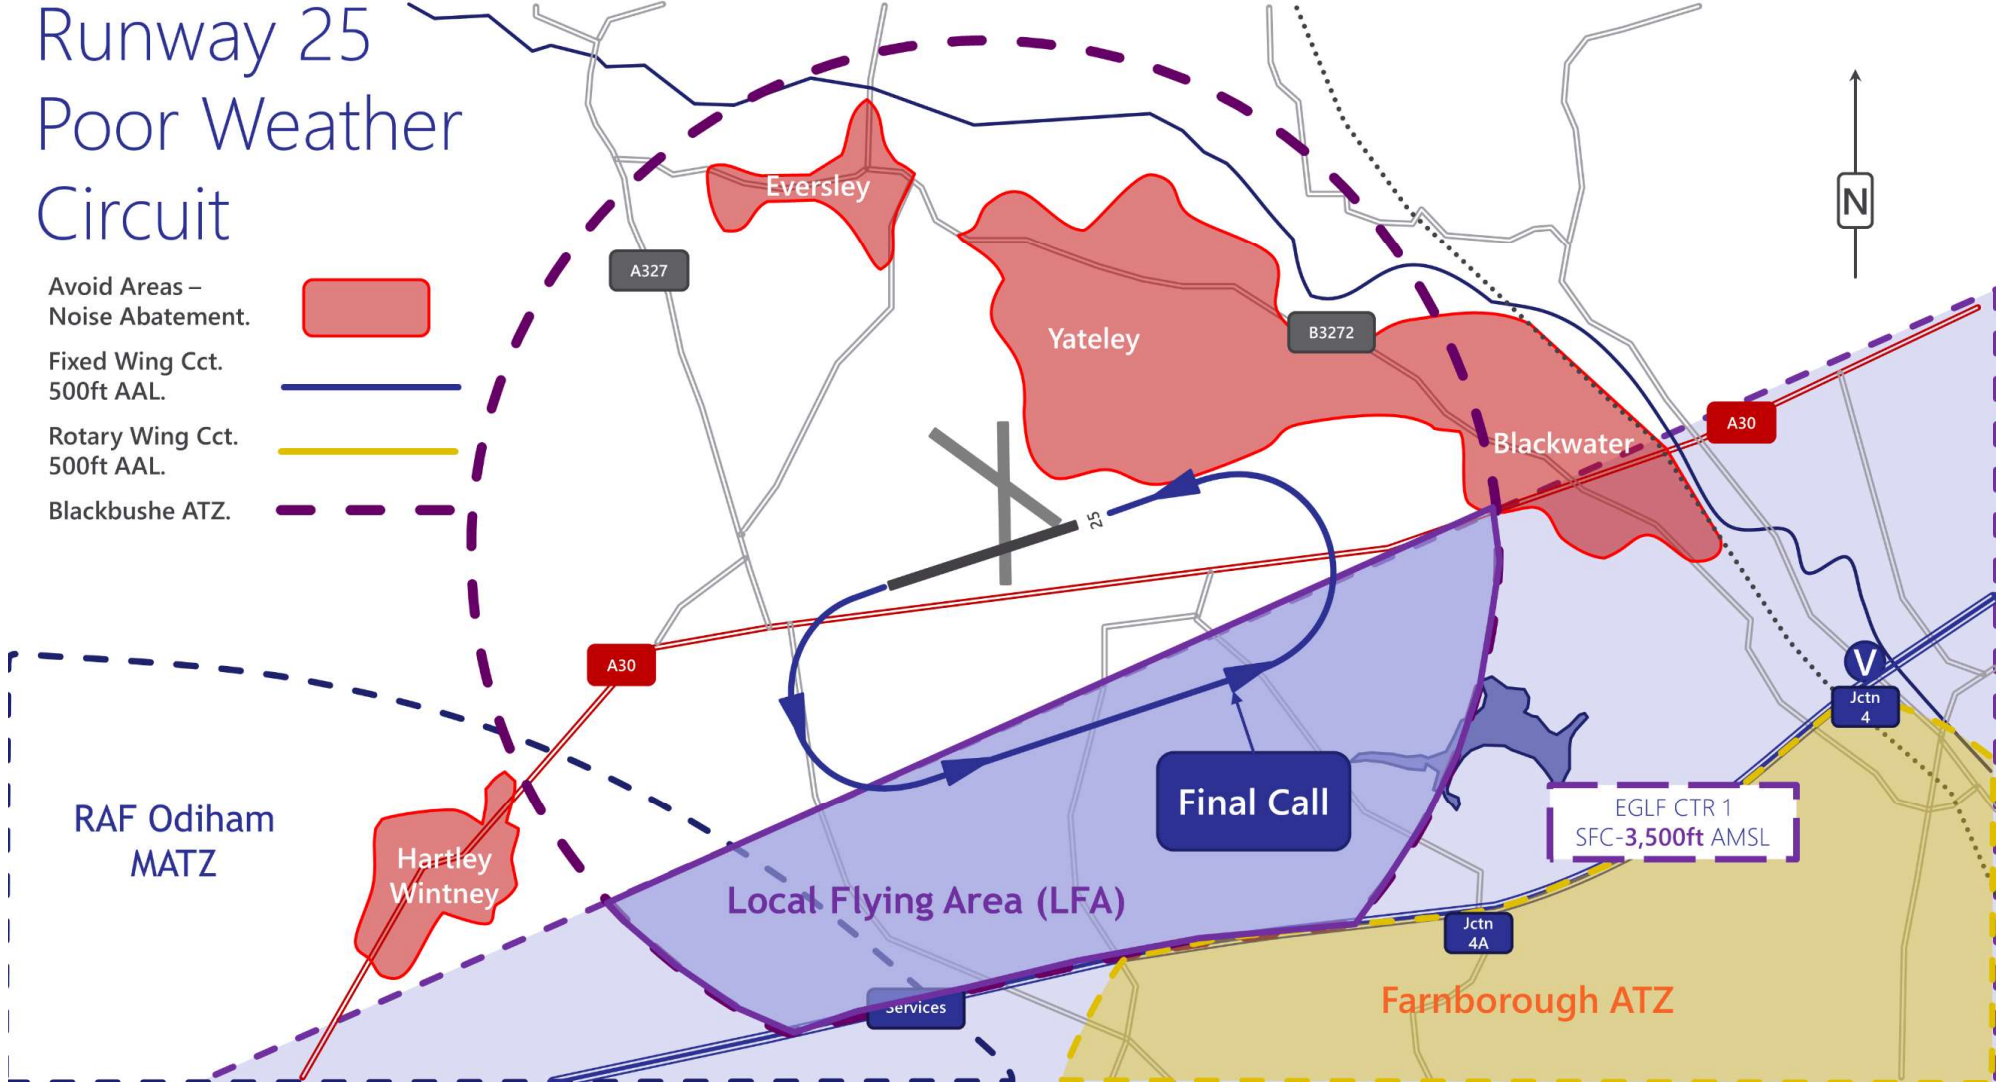 Runway 25
Poor Weather
Circuit
Avoid Areas –
Noise Abatement.
Fixed Wing Cct.
500ft AAL.
Rotary Wing Cct.
500ft AAL.
Blackbushe ATZ.
N
Eversley
A327
Yateley
B3272
Blackwater
A30
25
A30
V
Jctn
4
RAF Odiham
MATZ
Hartley
Wintney
Final Call
EGLF CTR 1
SFC-3,500ft AMSL
Local Flying Area (LFA)
Jctn
4A
Services
Farnborough ATZ